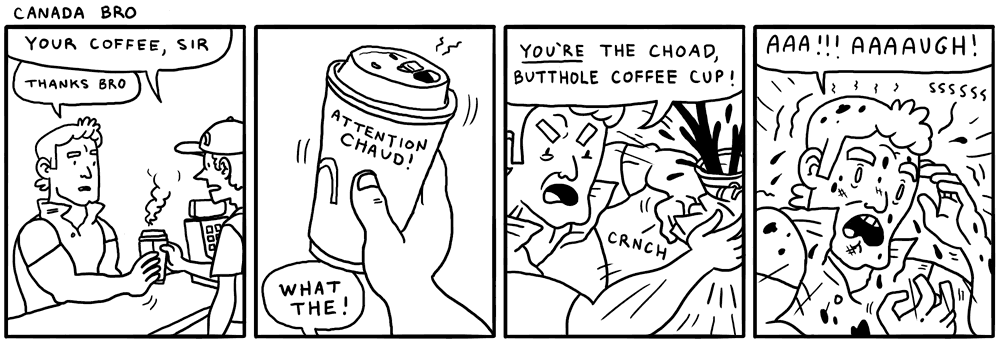 CANADA BRO
YOUR COFFEE, SIR
THANKS BRO
ATTENTION
CHAUD!
WHAT
THE!
YOU'RE THE CHOAD,
BUTTHOLE COFFEE CUP!
CRNCH
AAA!!! AAAAUGH!
SSSSSS